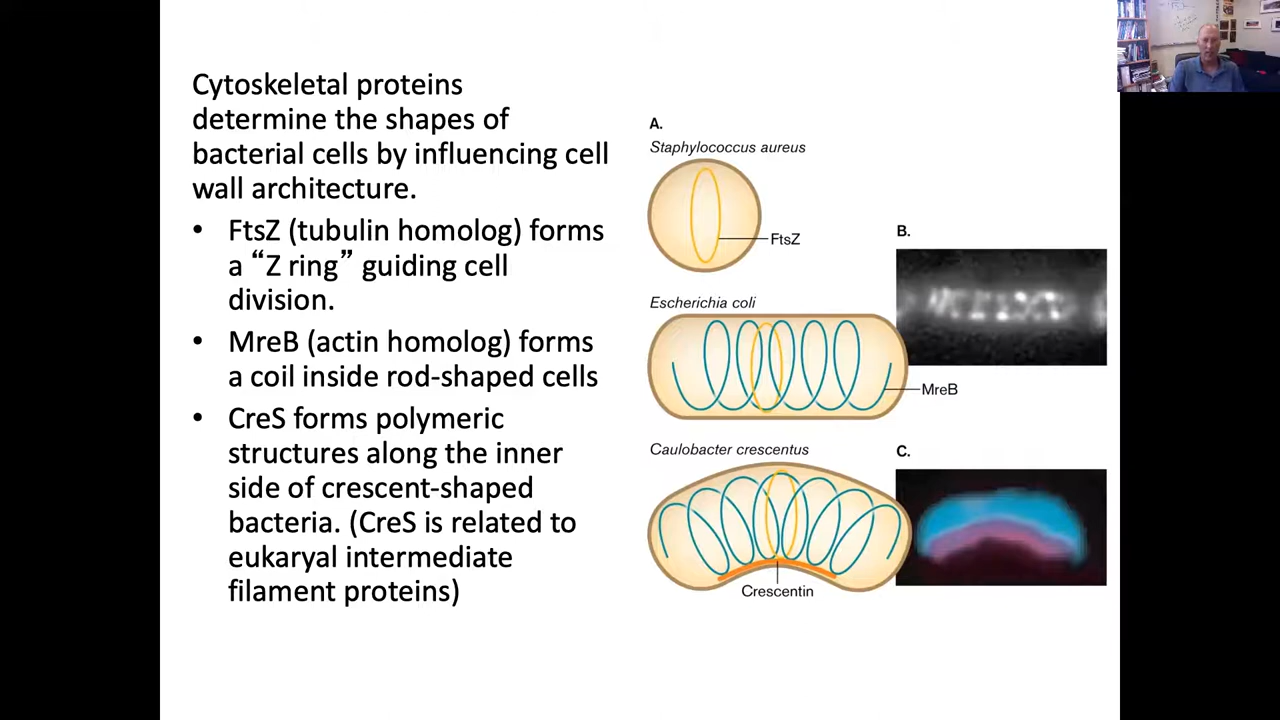 Cytoskeletal proteins
determine the shapes of
bacterial cells by influencing cell
wall architecture.
• FtsZ (tubulin homolog) forms
a “Z ring” guiding cell
division.
• MreB (actin homolog) forms
a coil inside rod-shaped cells
• CreS forms polymeric
structures along the inner
side of crescent-shaped
bacteria. (CreS is related to
eukaryal intermediate
filament proteins)
A.
Staphylococcus aureus
FtsZ
B.
Escherichia coli
MreB
Caulobacter crescentus
C.
Crescentin